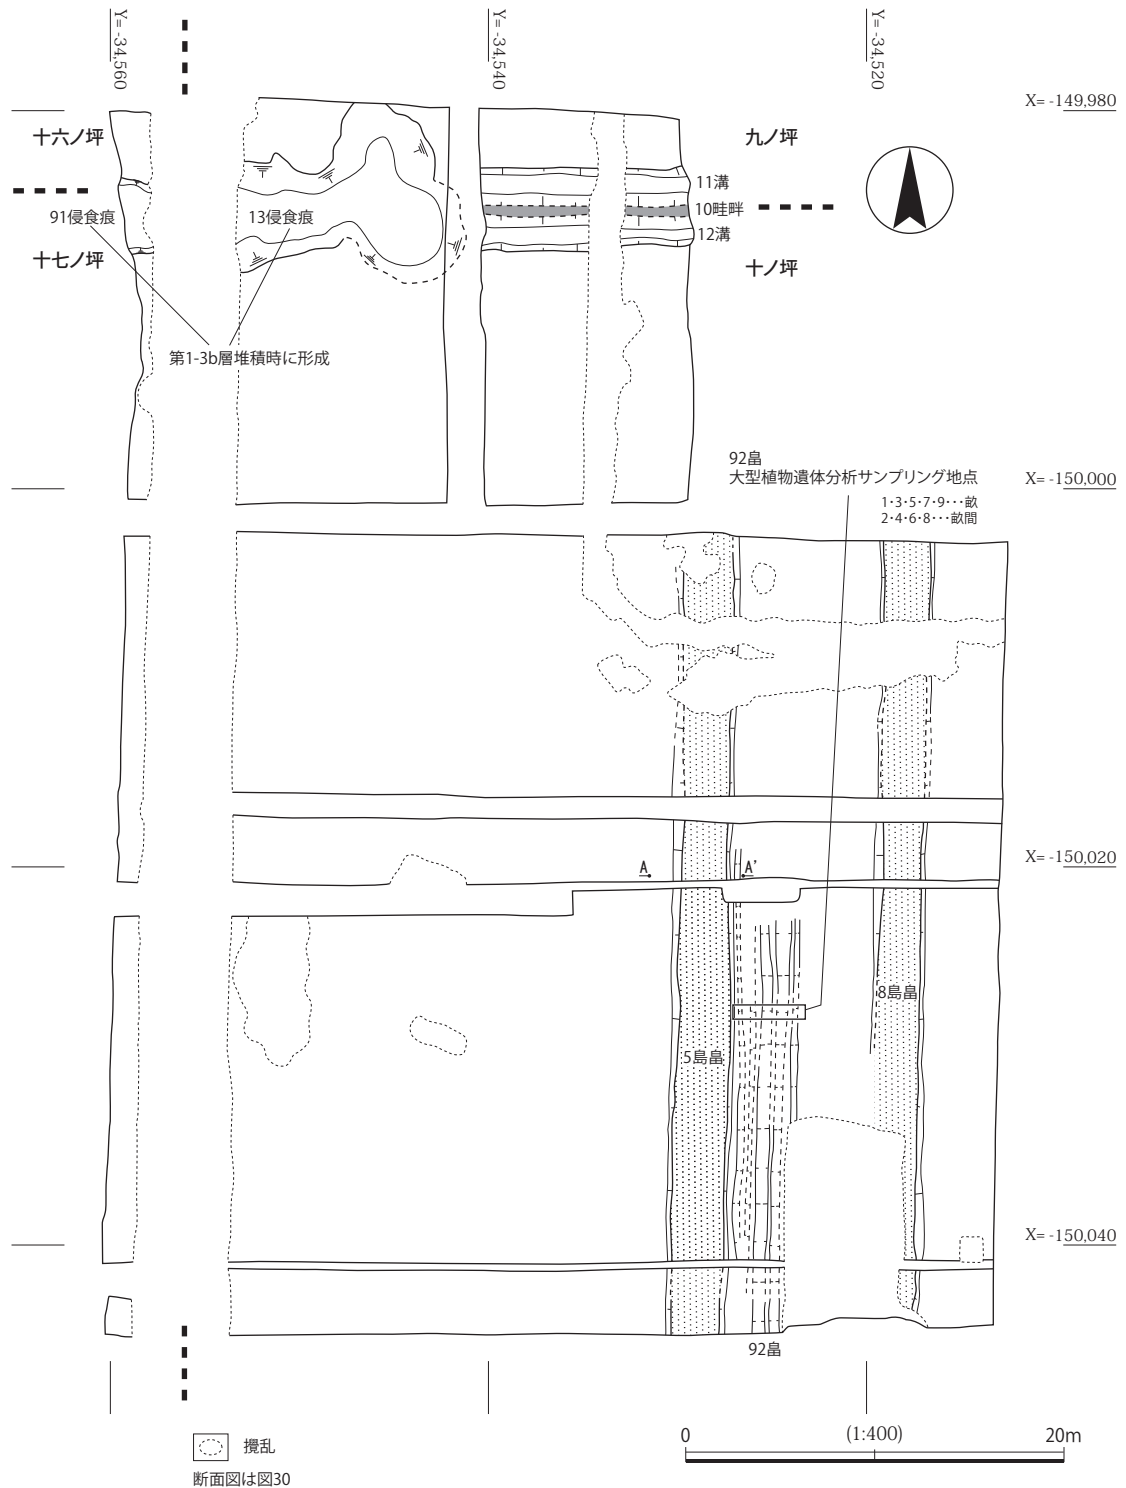 Y= -34,560
Y= -34,540
Y= -34,520
X= -149,980
十六ノ坪
九ノ坪
11溝
10畦畔
12溝
91侵食痕
13侵食痕
十七ノ坪
十ノ坪
第1-3b層堆積時に形成
92畠
大型植物遺体分析サンプリング地点
X= -150,000
1・3・5・7・9・・・畝
2・4・6・8・・・畝間
X= -150,020
A
A'
8島畠
5島畠
X= -150,040
92畠
攪乱
断面図は図30
0
(1:400)
20m